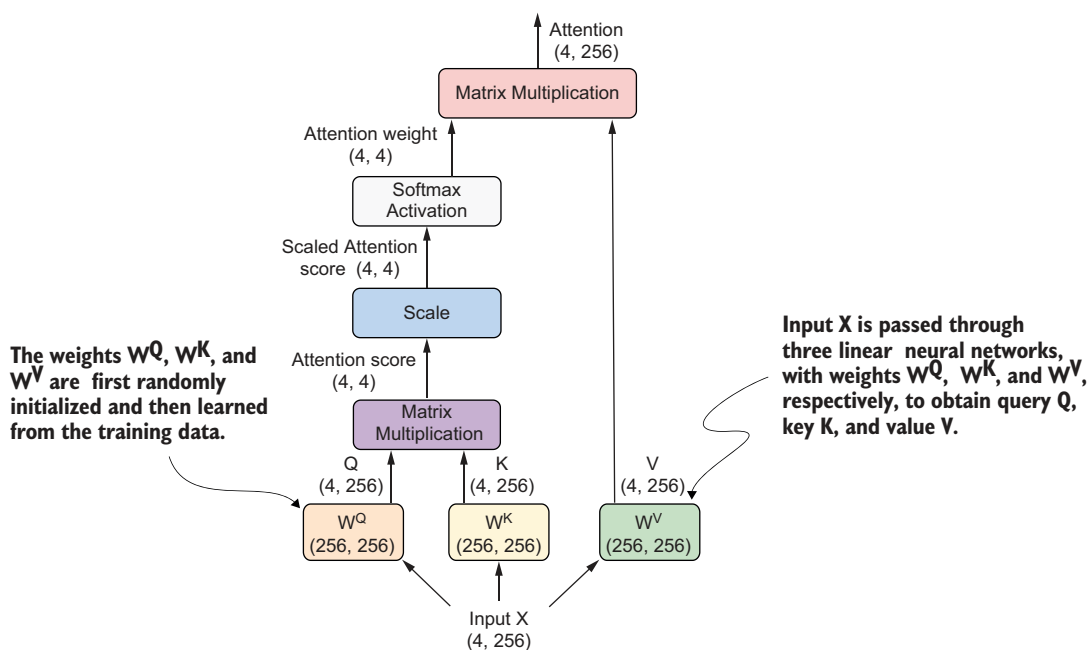 Attention
(4, 256)
Matrix Multiplication
Attention weight
(4, 4)
Softmax
Activation
Scaled Attention
score (4, 4)
Scale
Attention score
(4, 4)
Matrix
Multiplication
Q
(4, 256)
K
(4, 256)
V
(4, 256)
W^Q
(256, 256)
W^K
(256, 256)
W^V
(256, 256)
Input X
(4, 256)
The weights W^Q, W^K, and
W^V are first randomly
initialized and then learned
from the training data.
Input X is passed through
three linear neural networks,
with weights W^Q, W^K, and W^V,
respectively, to obtain query Q,
key K, and value V.